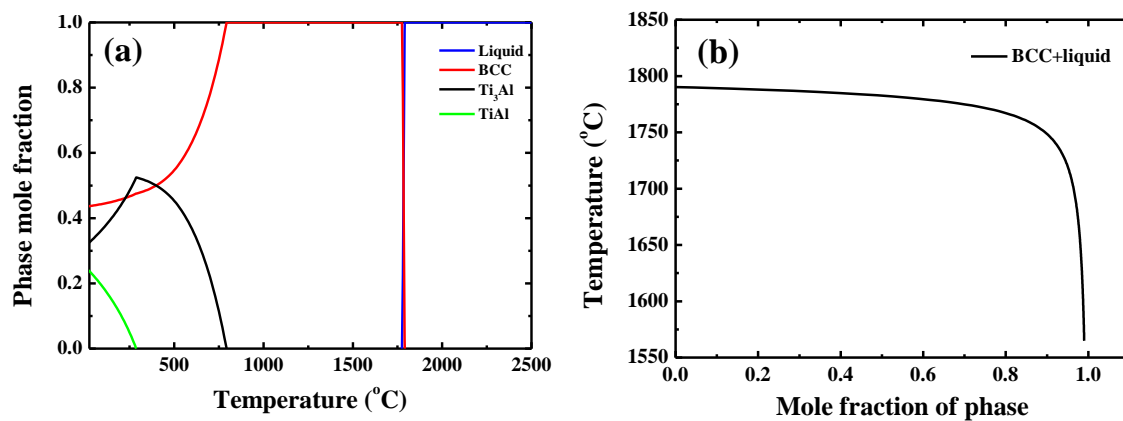 (a)
Liquid
BCC
Ti3Al
TiAl
1.0
0.8
0.6
0.4
0.2
0.0
500 1000 1500 2000 2500
Phase mole fraction
Temperature (oC)
(b)
BCC+liquid
1850
1800
1750
1700
1650
1600
1550
0.0 0.2 0.4 0.6 0.8 1.0
Temperature (oC)
Mole fraction of phase